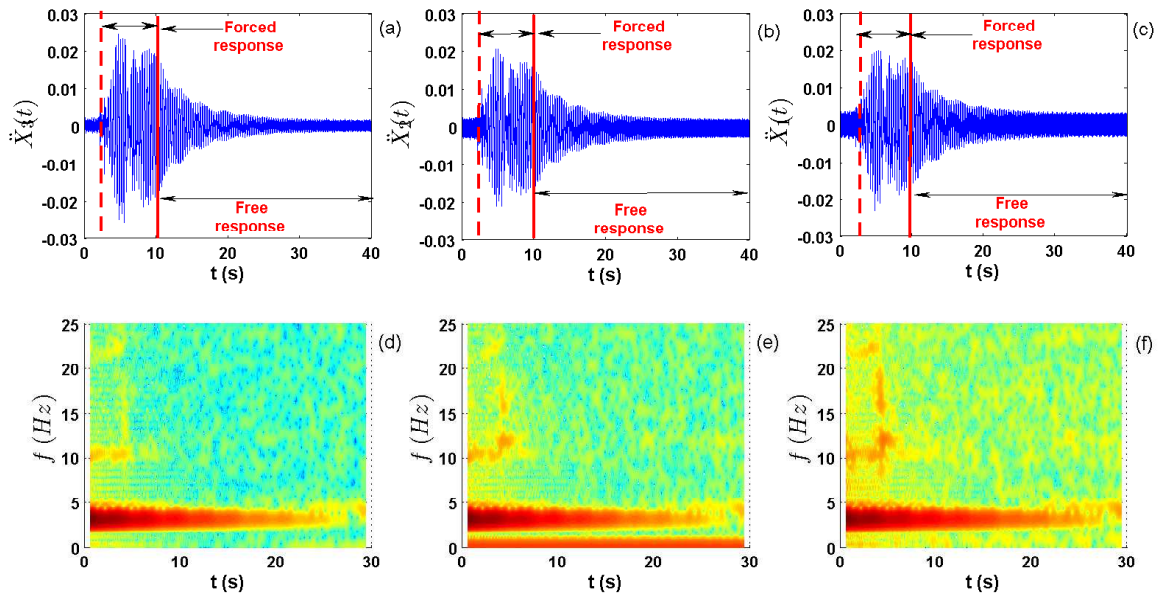 0.03
0.02
0.01
0
-0.01
-0.02
-0.03
Ẍ₃(t)
0 10 20 30 40
t (s)
Forced
response
Free
response
(a)
0.03
0.02
0.01
0
-0.01
-0.02
-0.03
Ẍ₂(t)
0 10 20 30 40
t (s)
Forced
response
Free
response
(b)
0.03
0.02
0.01
0
-0.01
-0.02
-0.03
Ẍ₁(t)
0 10 20 30 40
t (s)
Forced
response
Free
response
(c)
25
20
15
10
5
0
f (Hz)
0 10 20 30
t (s)
(d)
25
20
15
10
5
0
f (Hz)
0 10 20 30
t (s)
(e)
25
20
15
10
5
0
f (Hz)
0 10 20 30
t (s)
(f)